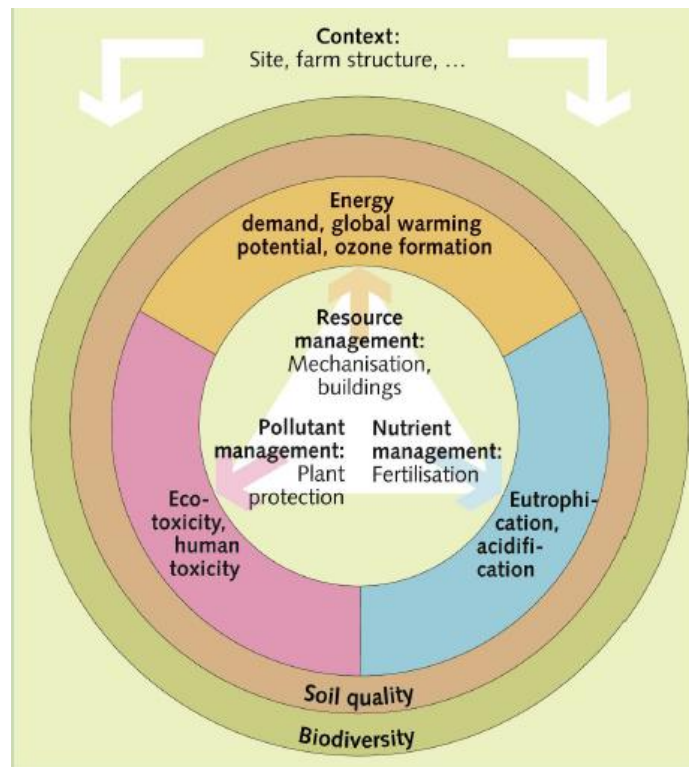 Context:
Site, farm structure, ...
Energy
demand, global warming
potential, ozone formation
Resource
management:
Mechanisation,
buildings
Pollutant
management:
Plant
protection
Nutrient
management:
Fertilisation
Eco-
toxicity,
human
toxicity
Eutrophi-
cation,
acidifi-
cation
Soil quality
Biodiversity